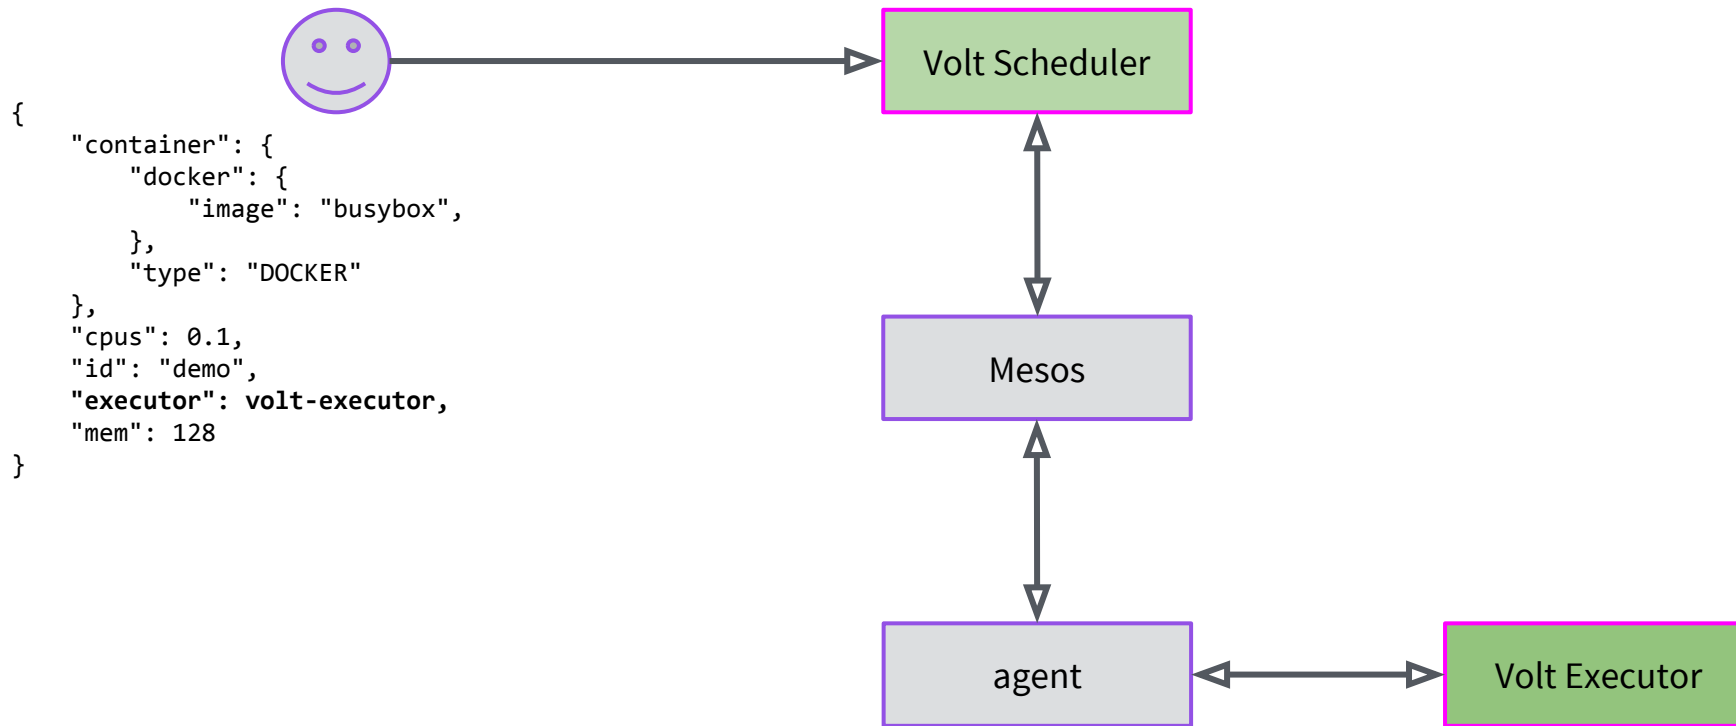 Volt Scheduler
{
    "container": {
        "docker": {
            "image": "busybox",
        },
        "type": "DOCKER"
    },
    "cpus": 0.1,
    "id": "demo",
    "executor": volt-executor,
    "mem": 128
}
Mesos
agent
Volt Executor